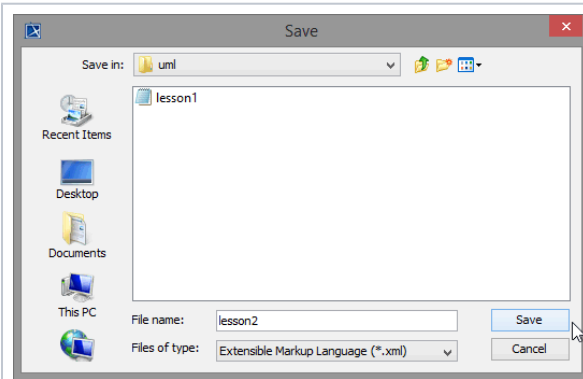 Save
Save in: uml
lesson1
Recent Items
Desktop
Documents
This PC
File name: lesson2 Save
Files of type: Extensible Markup Language (*.xml) Cancel